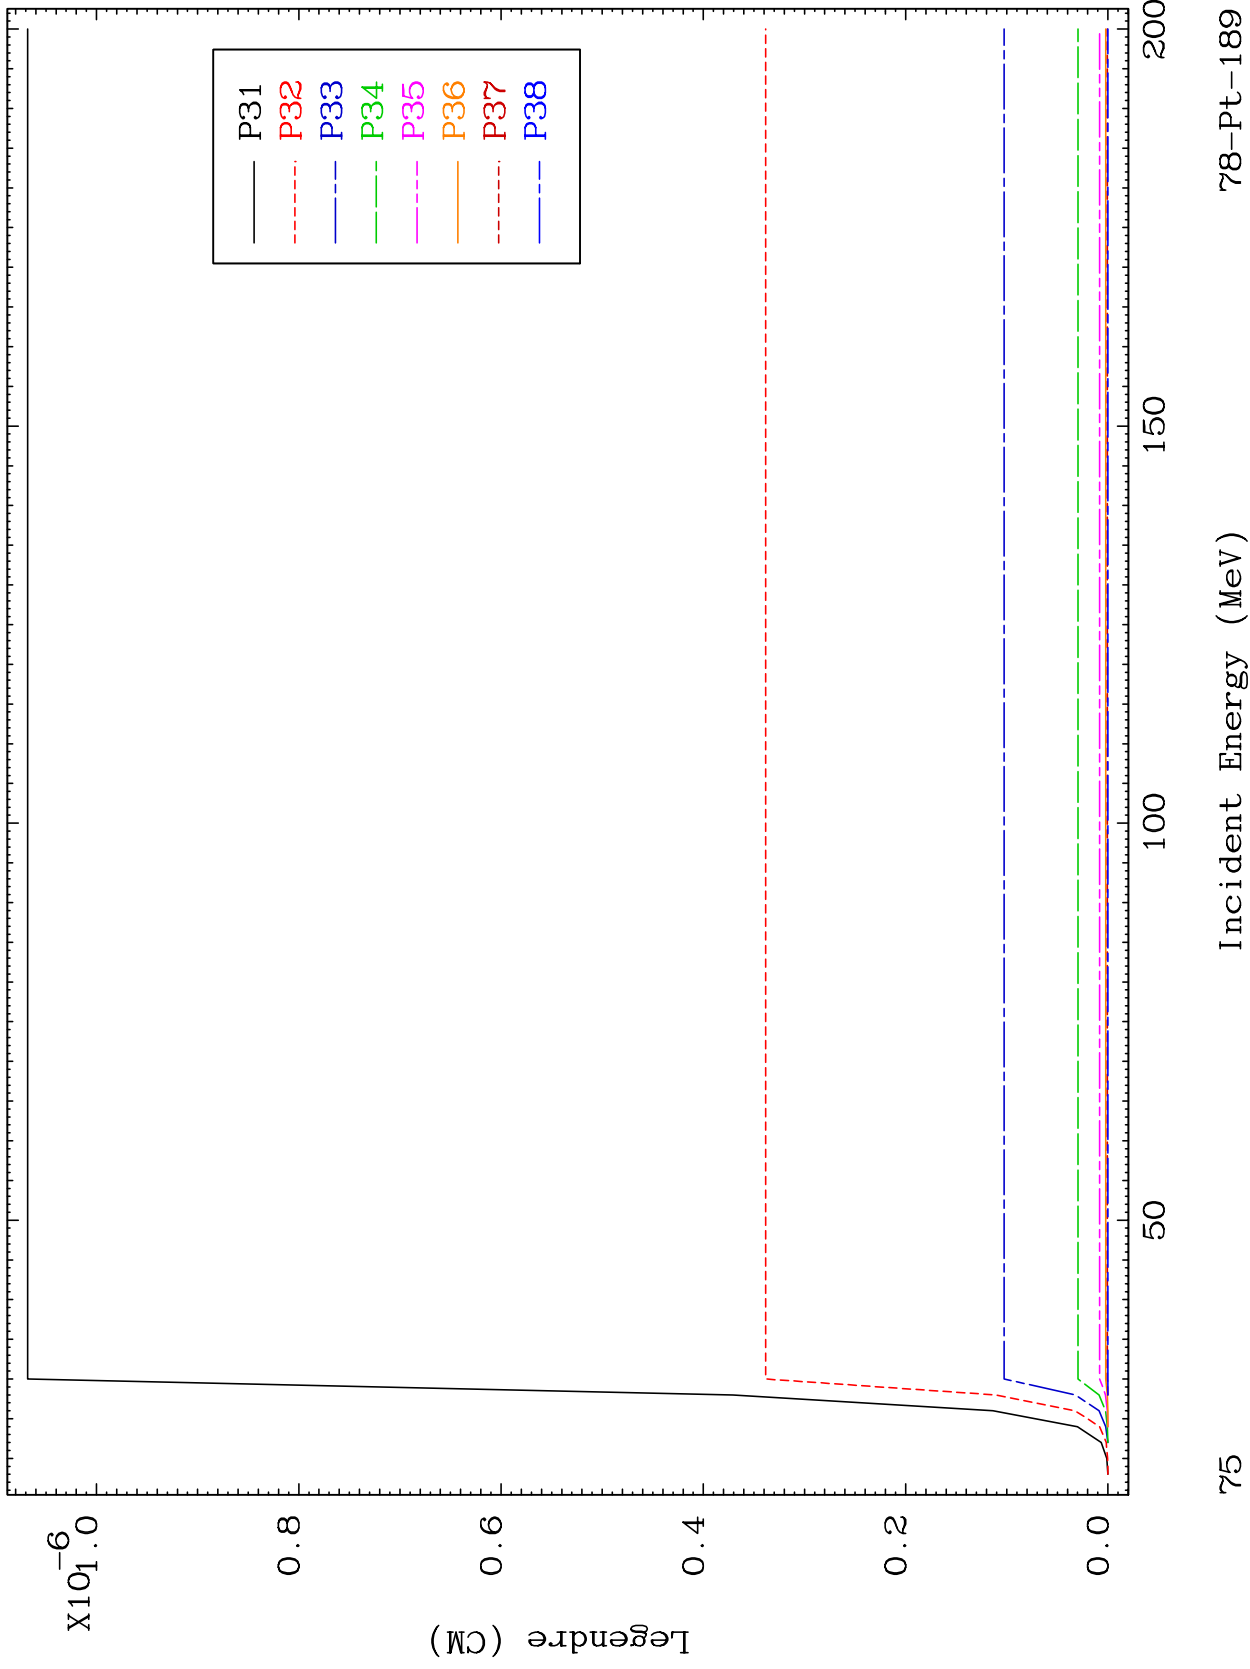 X10-6
1.0
0.8
0.6
0.4
0.2
0.0
Legendre (CM)
P31
P32
P33
P34
P35
P36
P37
P38
50
100
150
200
Incident Energy (MeV)
75
78-Pt-189